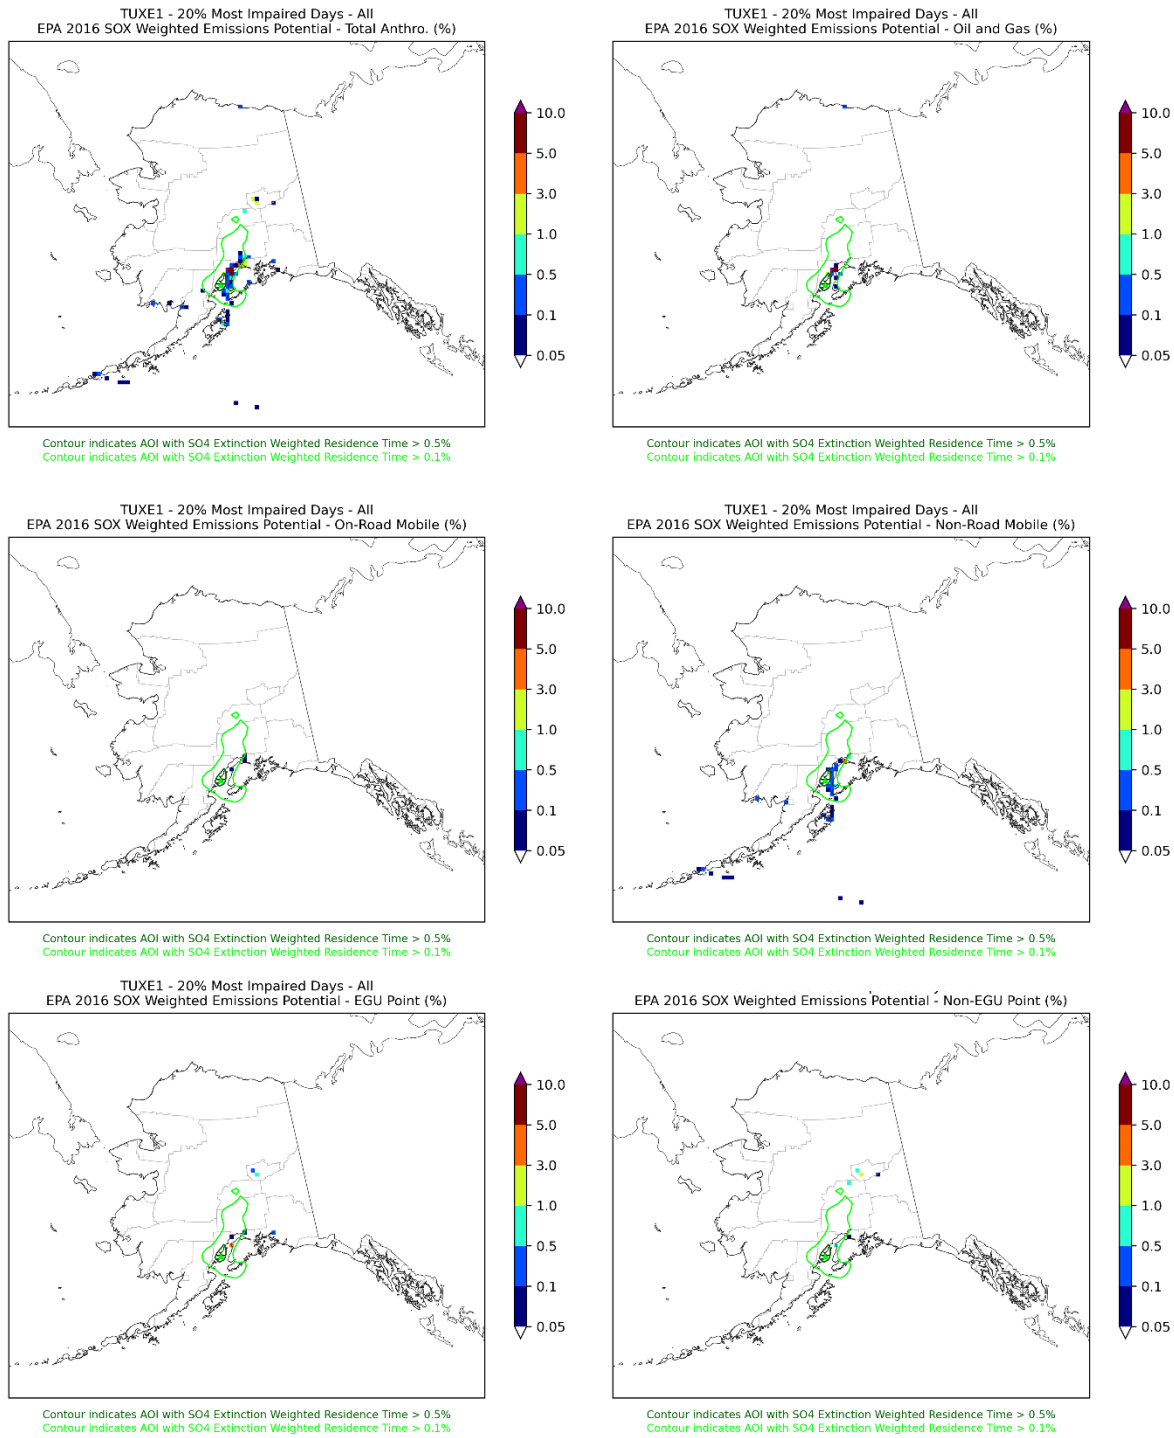 TUXE1 - 20% Most Impaired Days - All
EPA 2016 SOX Weighted Emissions Potential - Total Anthro. (%)
10.0
5.0
3.0
1.0
0.5
0.1
0.05
Contour indicates AOI with SO4 Extinction Weighted Residence Time > 0.5%
Contour indicates AOI with SO4 Extinction Weighted Residence Time > 0.1%
TUXE1 - 20% Most Impaired Days - All
EPA 2016 SOX Weighted Emissions Potential - Oil and Gas (%)
10.0
5.0
3.0
1.0
0.5
0.1
0.05
Contour indicates AOI with SO4 Extinction Weighted Residence Time > 0.5%
Contour indicates AOI with SO4 Extinction Weighted Residence Time > 0.1%
TUXE1 - 20% Most Impaired Days - All
EPA 2016 SOX Weighted Emissions Potential - On-Road Mobile (%)
10.0
5.0
3.0
1.0
0.5
0.1
0.05
Contour indicates AOI with SO4 Extinction Weighted Residence Time > 0.5%
Contour indicates AOI with SO4 Extinction Weighted Residence Time > 0.1%
TUXE1 - 20% Most Impaired Days - All
EPA 2016 SOX Weighted Emissions Potential - Non-Road Mobile (%)
10.0
5.0
3.0
1.0
0.5
0.1
0.05
Contour indicates AOI with SO4 Extinction Weighted Residence Time > 0.5%
Contour indicates AOI with SO4 Extinction Weighted Residence Time > 0.1%
TUXE1 - 20% Most Impaired Days - All
EPA 2016 SOX Weighted Emissions Potential - EGU Point (%)
10.0
5.0
3.0
1.0
0.5
0.1
0.05
Contour indicates AOI with SO4 Extinction Weighted Residence Time > 0.5%
Contour indicates AOI with SO4 Extinction Weighted Residence Time > 0.1%
EPA 2016 SOX Weighted Emissions Potential - Non-EGU Point (%)
10.0
5.0
3.0
1.0
0.5
0.1
0.05
Contour indicates AOI with SO4 Extinction Weighted Residence Time > 0.5%
Contour indicates AOI with SO4 Extinction Weighted Residence Time > 0.1%